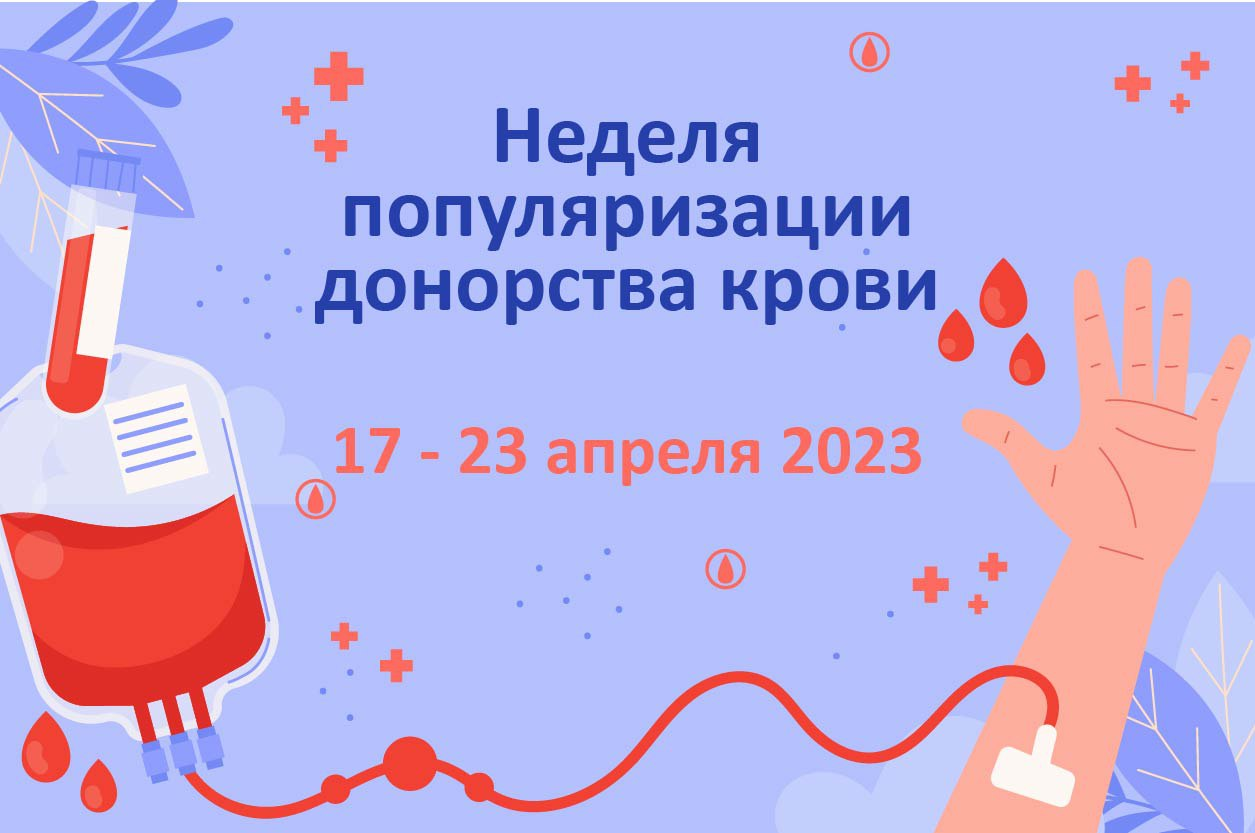 Неделя
популяризации
донорства крови
17 - 23 апреля 2023